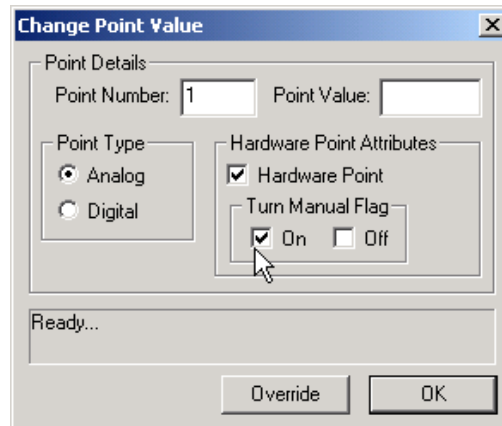 Change Point Value
Point Details
Point Number: 1 Point Value:
Point Type
Analog
Digital
Hardware Point Attributes
Hardware Point
Turn Manual Flag
On Off
Ready...
Override OK